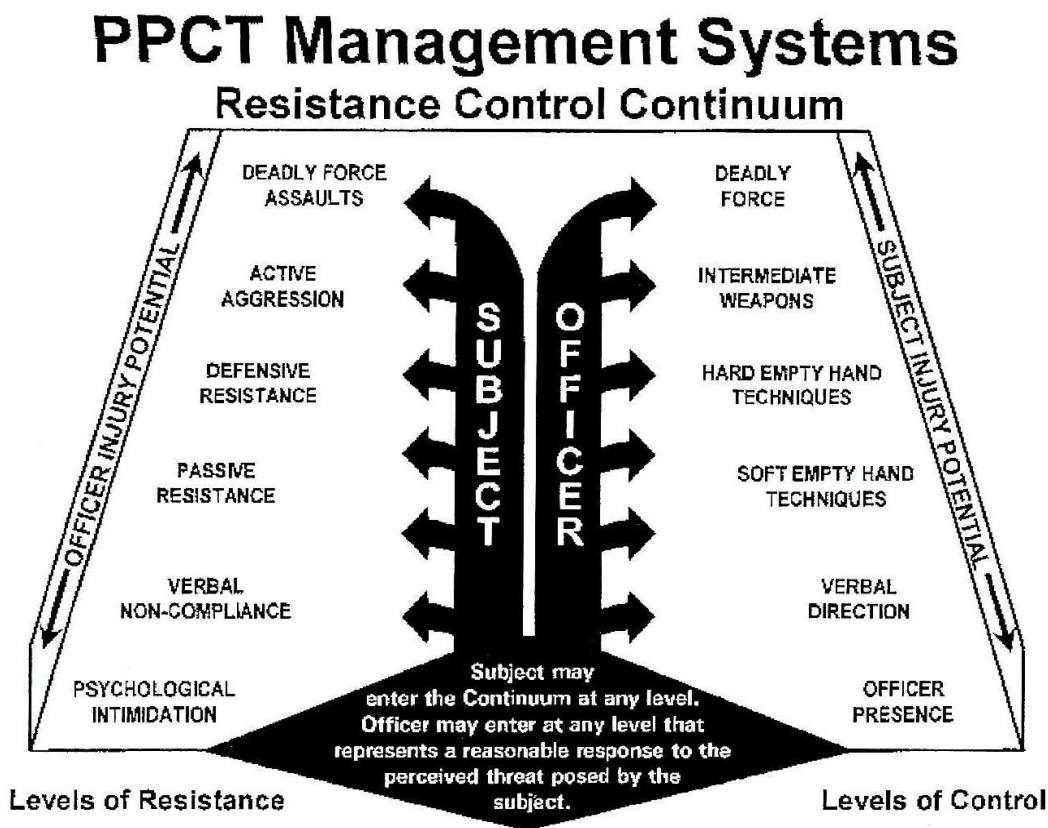 PPCT Management Systems
Resistance Control Continuum
DEADLY FORCE
ASSAULTS
ACTIVE
AGGRESSION
DEFENSIVE
RESISTANCE
PASSIVE
RESISTANCE
VERBAL
NON-COMPLIANCE
PSYCHOLOGICAL
INTIMIDATION
OFFICER INJURY POTENTIAL
SUBJECT
OFFICER
DEADLY
FORCE
INTERMEDIATE
WEAPONS
HARD EMPTY HAND
TECHNIQUES
SOFT EMPTY HAND
TECHNIQUES
VERBAL
DIRECTION
OFFICER
PRESENCE
SUBJECT INJURY POTENTIAL
Subject may
enter the Continuum at any level.
Officer may enter at any level that
represents a reasonable response to the
perceived threat posed by the
subject.
Levels of Resistance
Levels of Control